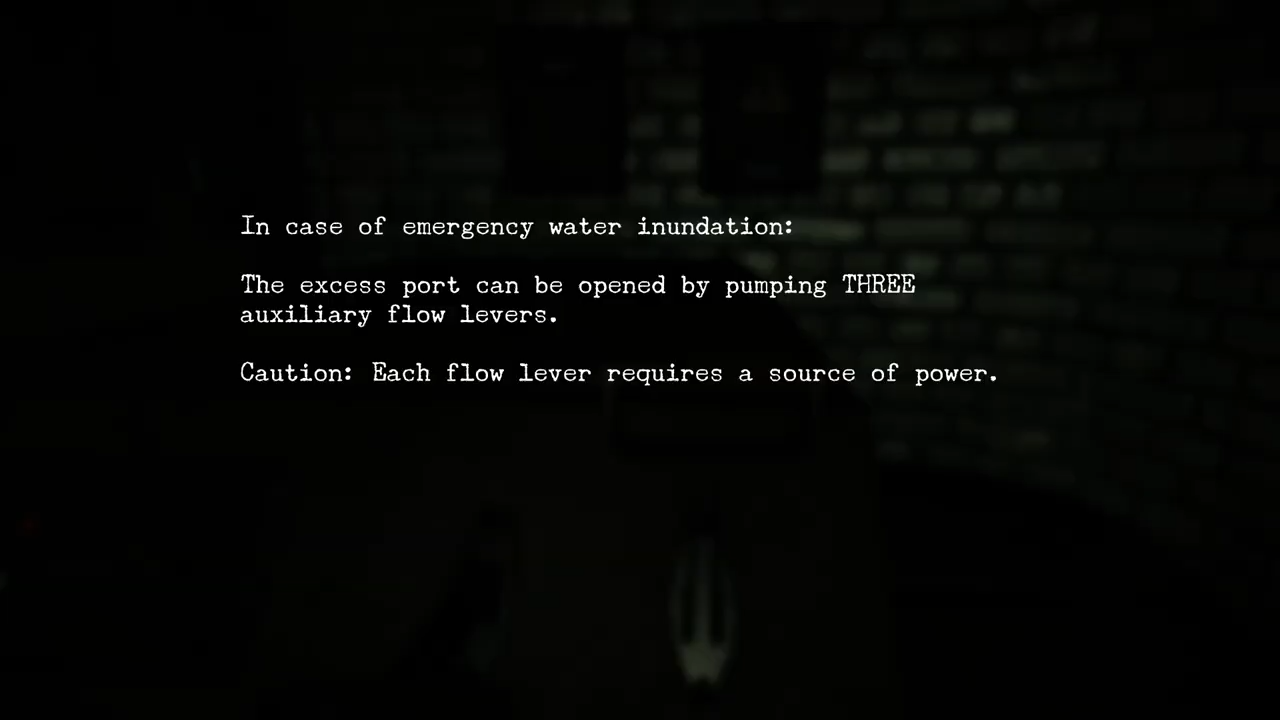 In case of emergency water inundation:
The excess port can be opened by pumping THREE
auxiliary flow levers.
Caution: Each flow lever requires a source of power.